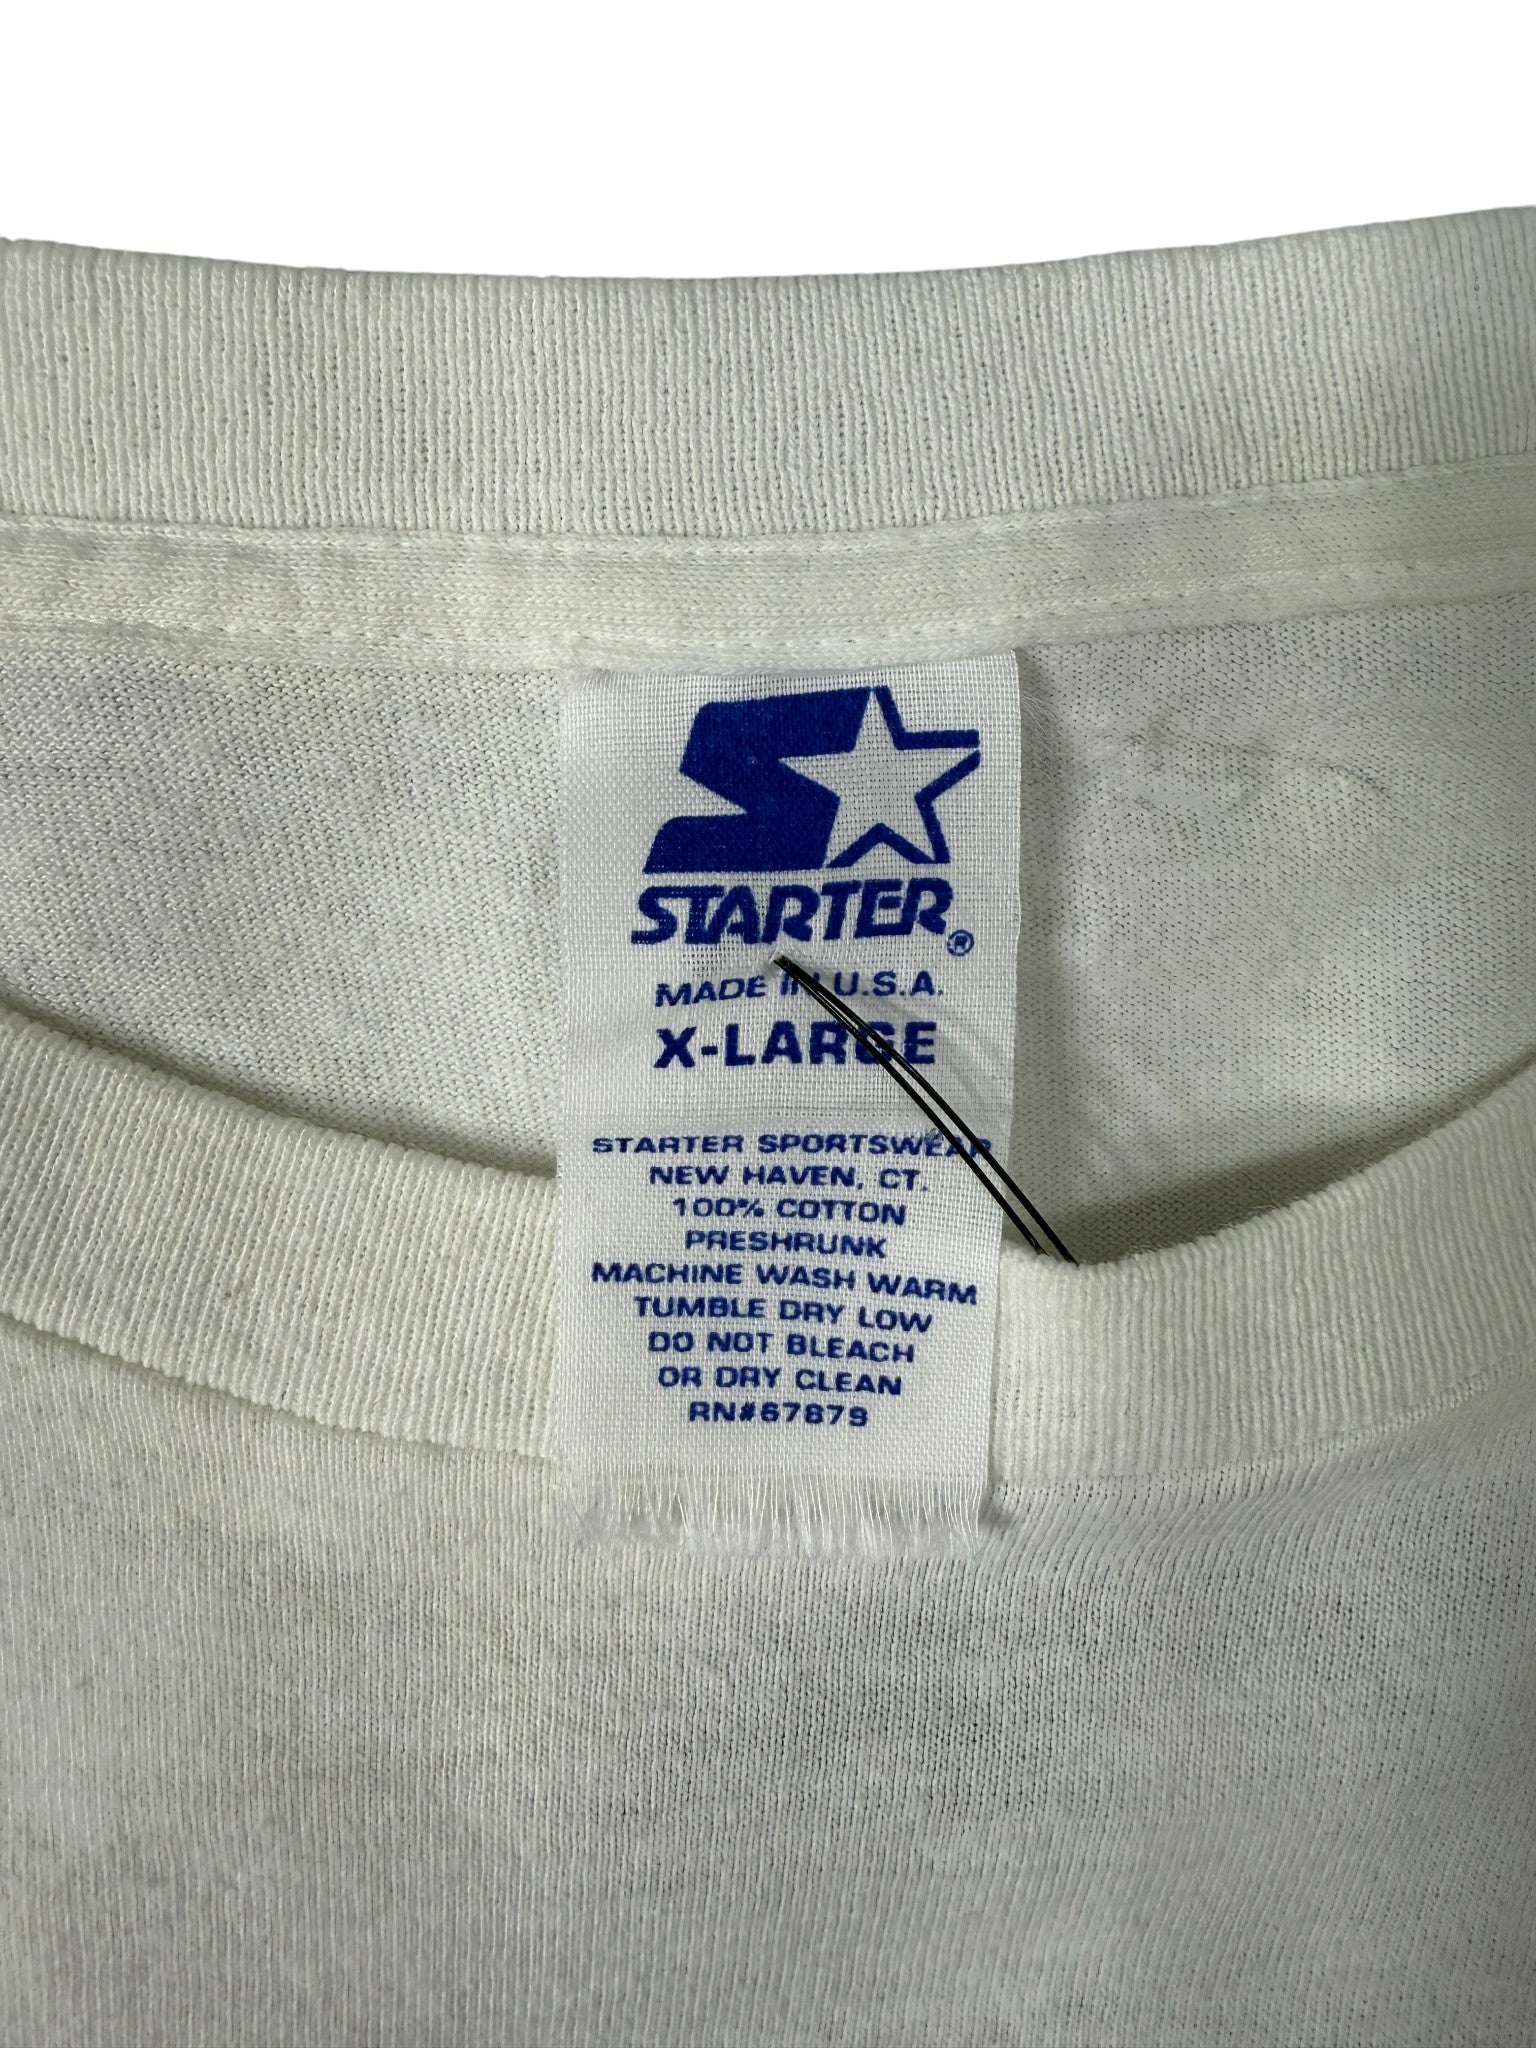 STARTER®
MADE IN U.S.A.
X-LARGE
STARTER SPORTSWEAR
NEW HAVEN, CT.
100% COTTON
PRESHRUNK
MACHINE WASH WARM
TUMBLE DRY LOW
DO NOT BLEACH
OR DRY CLEAN
RN#67879